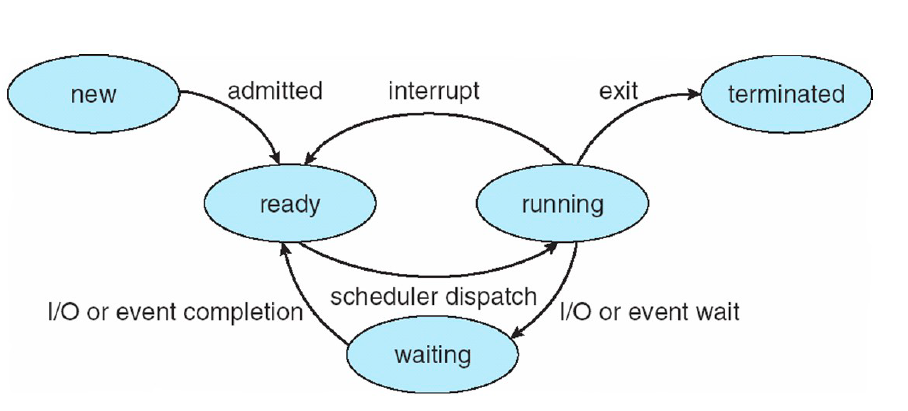 new
admitted
interrupt
exit
terminated
ready
running
I/O or event completion
scheduler dispatch
I/O or event wait
waiting